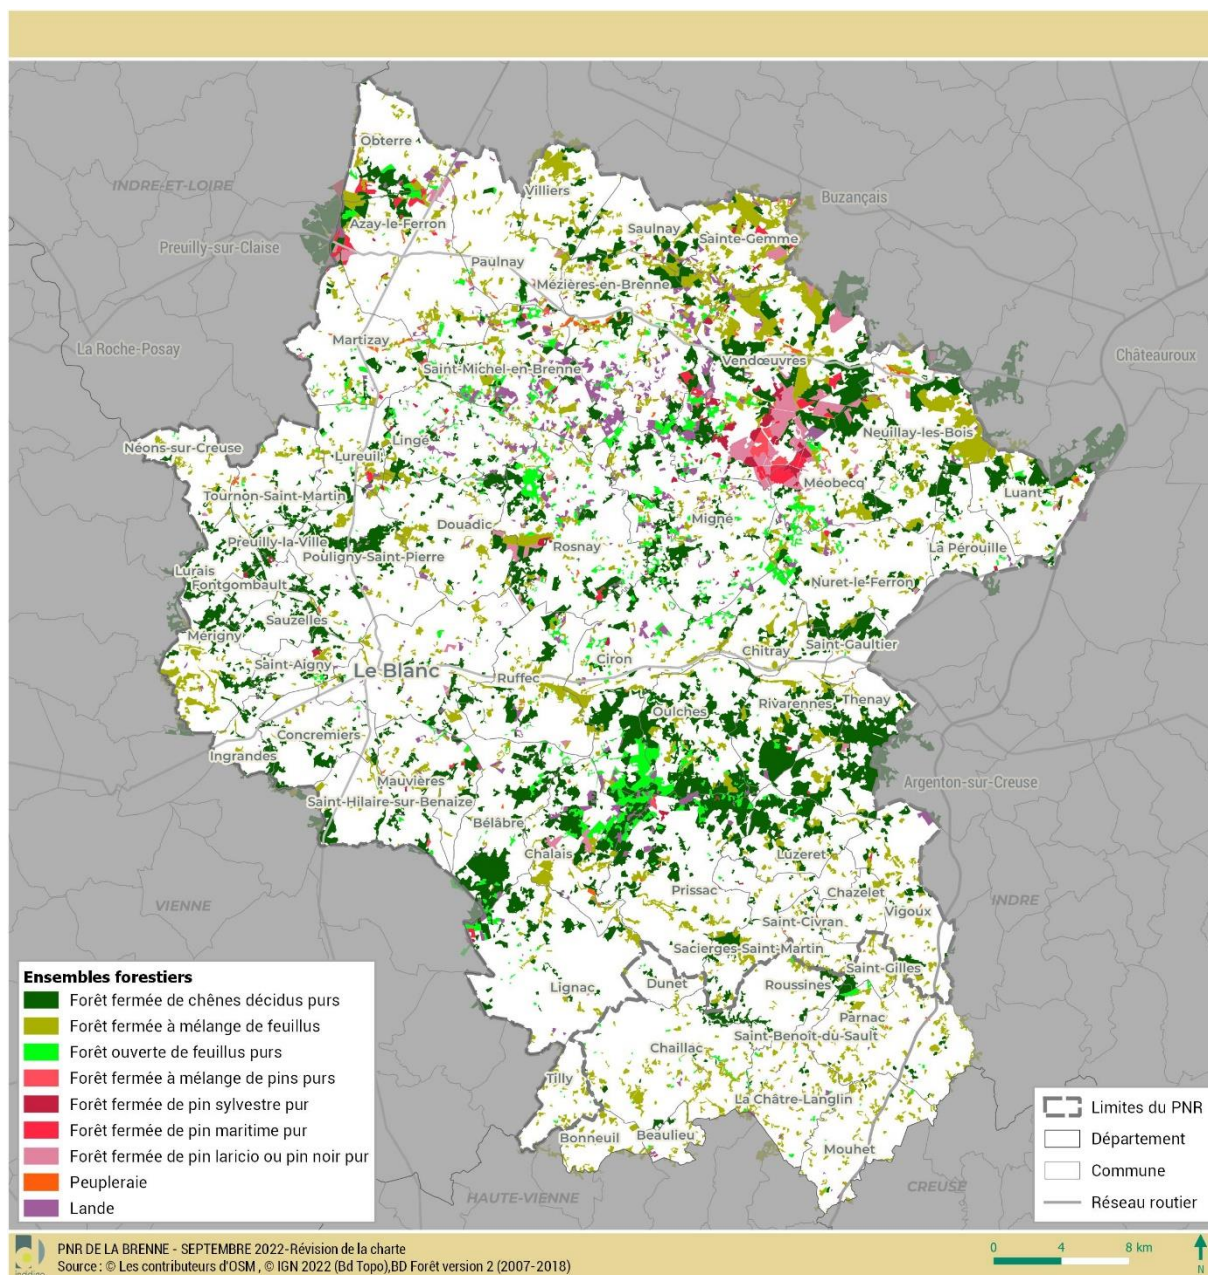 Obterre
INDRE-ET-LOIRE
Villiers
Buzançais
Azay-le-Ferron
Saulnay
Sainte-Gemme
Preuilly-sur-Claise
Paulnay
Mézières-en-Brenne
La Roche-Posay
Martizay
Vendœuvres
Châteauroux
Saint-Michel-en-Brenne
Néons-sur-Creuse
Lingé
Neuillay-les-Bois
Lureuil
Méobecq
Luant
Tournon-Saint-Martin
Douadic
Migné
Preuilly-la-Ville
Rosnay
La Pérouille
Pouligny-Saint-Pierre
Lurais
Fontgombault
Nuret-le-Ferron
Sauzelles
Mérigny
Saint-Gaultier
Saint-Aigny
Le Blanc
Ciron
Chitray
Ruffec
Oulches
Rivarennes
Thenay
Concremiers
Ingrandes
Mauvières
Argenton-sur-Creuse
Saint-Hilaire-sur-Benaize
Bélâbre
Chalais
Luzeret
Prissac
Chazelet
VIENNE
INDRE
Vigoux
Saint-Civran
Sacierges-Saint-Martin
Saint-Gilles
Lignac
Dunet
Roussines
Parnac
Saint-Benoît-du-Sault
Chaillac
Tilly
La Châtre-Langlin
Bonneuil
Beaulieu
Mouhet
HAUTE-VIENNE
CREUSE
Ensembles forestiers
Forêt fermée de chênes décidus purs
Forêt fermée à mélange de feuillus
Forêt ouverte de feuillus purs
Forêt fermée à mélange de pins purs
Forêt fermée de pin sylvestre pur
Forêt fermée de pin maritime pur
Forêt fermée de pin laricio ou pin noir pur
Peupleraie
Lande
Limites du PNR
Département
Commune
Réseau routier
inddigo
PNR DE LA BRENNE - SEPTEMBRE 2022-Révision de la charte
Source : © Les contributeurs d'OSM , © IGN 2022 (Bd Topo),BD Forêt version 2 (2007-2018)
0 4 8 km
N